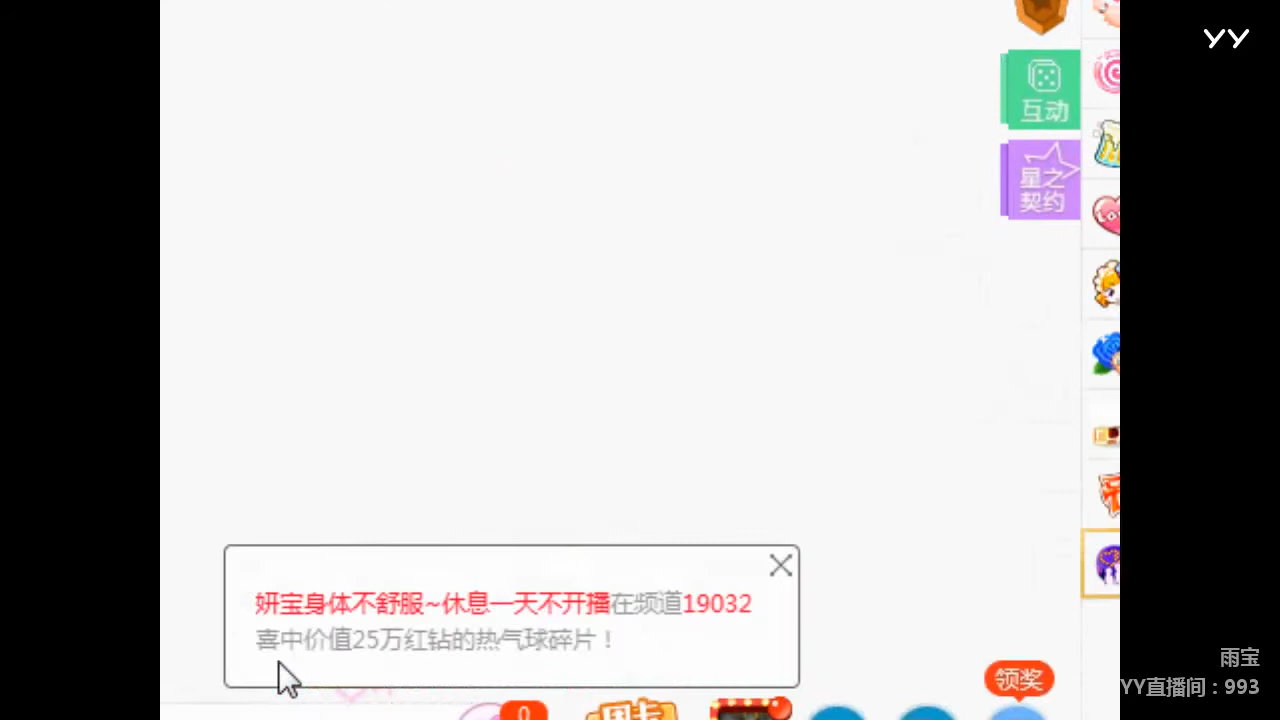 YY
互动
星之
契约
妍宝身体不舒服~休息一天不开播在频道19032
喜中价值25万红钻的热气球碎片！
领奖
0
周卡
雨宝
YY直播间：993